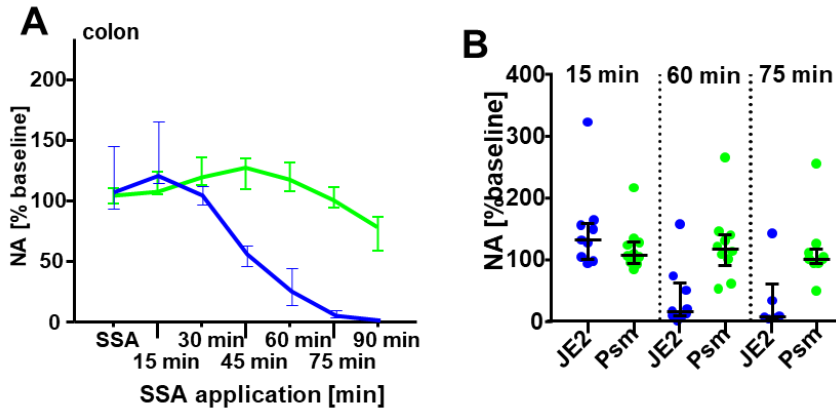 A
colon
NA [% baseline]
200
150
100
50
0
SSA 30 min 60 min 90 min
15 min 45 min 75 min
SSA application [min]
B
NA [%baseline]
400
300
200
100
0
15 min 60 min 75 min
JE2 Psm JE2 Psm JE2 Psm